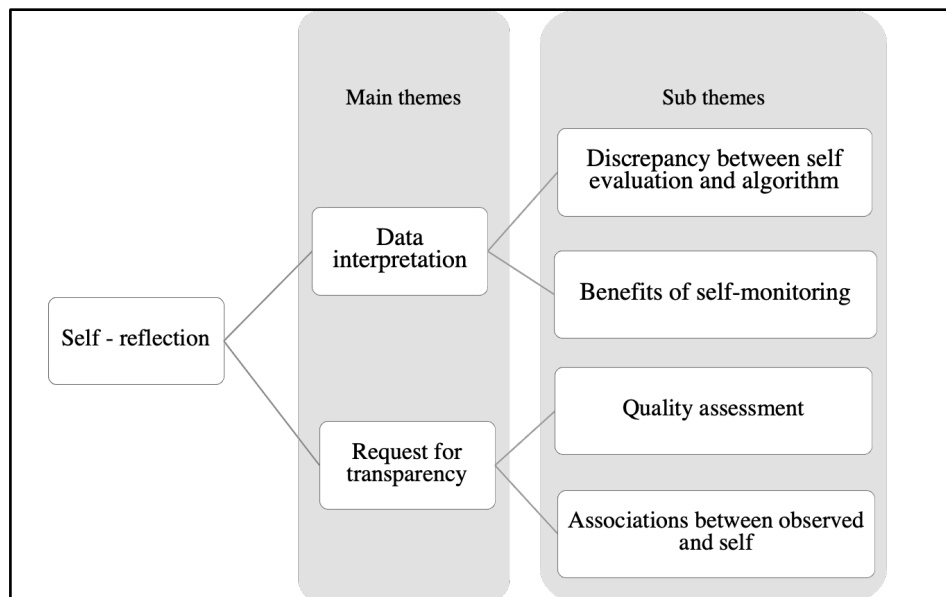 Main themes
Sub themes
Discrepancy between self
evaluation and algorithm
Data
interpretation
Benefits of self-monitoring
Self - reflection
Quality assessment
Request for
transparency
Associations between observed
and self